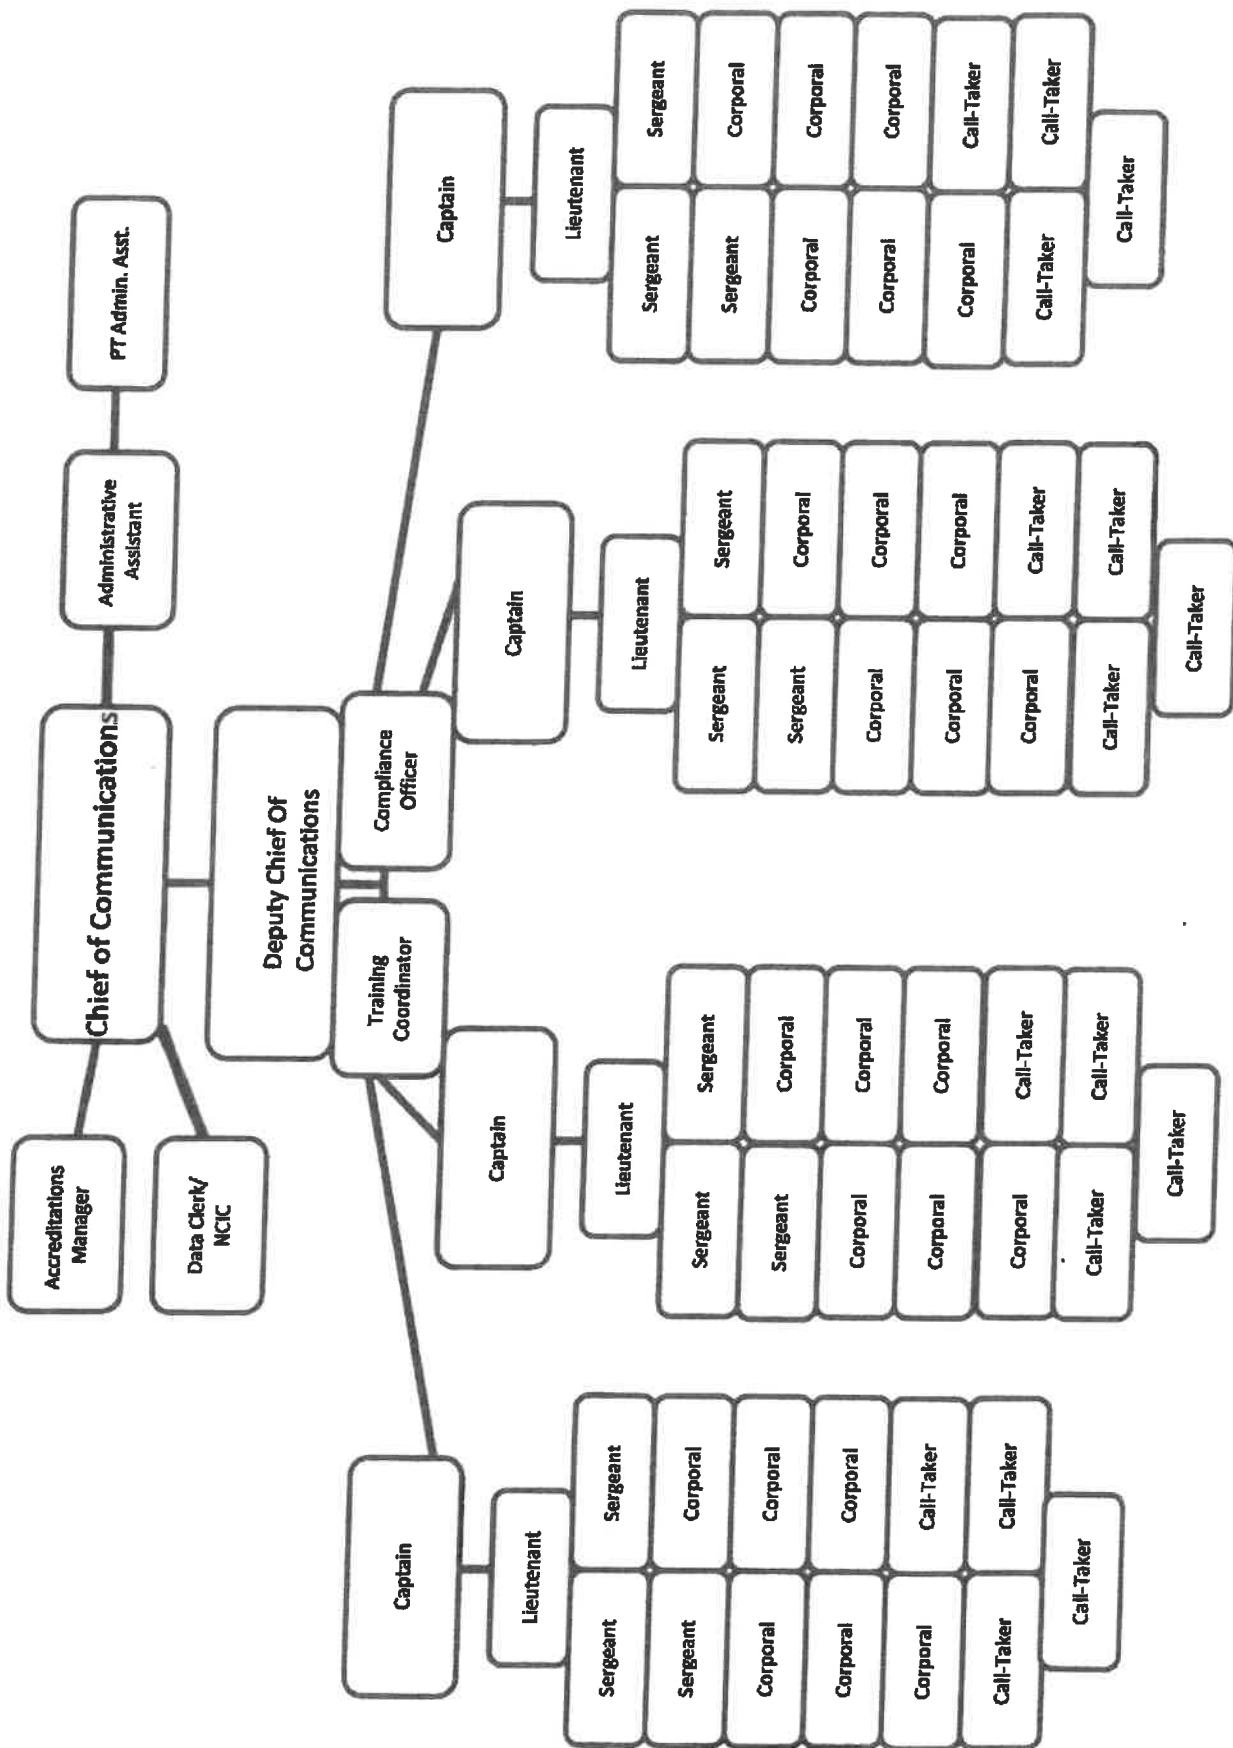 Accreditations
Manager
Data Clerk/
NCIC
Chief of Communications
Administrative
Assistant
PT Admin. Asst.
Deputy Chief Of
Communications
Training
Coordinator
Compliance
Officer
Captain
Lieutenant
Sergeant
Sergeant
Sergeant
Corporal
Corporal
Corporal
Corporal
Corporal
Corporal
Call-Taker
Call-Taker
Call-Taker
Call-Taker
Captain
Lieutenant
Sergeant
Sergeant
Sergeant
Corporal
Corporal
Corporal
Corporal
Corporal
Corporal
Call-Taker
Call-Taker
Call-Taker
Call-Taker
Captain
Lieutenant
Sergeant
Sergeant
Sergeant
Corporal
Corporal
Corporal
Corporal
Corporal
Corporal
Call-Taker
Call-Taker
Call-Taker
Call-Taker
Captain
Lieutenant
Sergeant
Sergeant
Sergeant
Corporal
Corporal
Corporal
Corporal
Corporal
Corporal
Call-Taker
Call-Taker
Call-Taker
Call-Taker